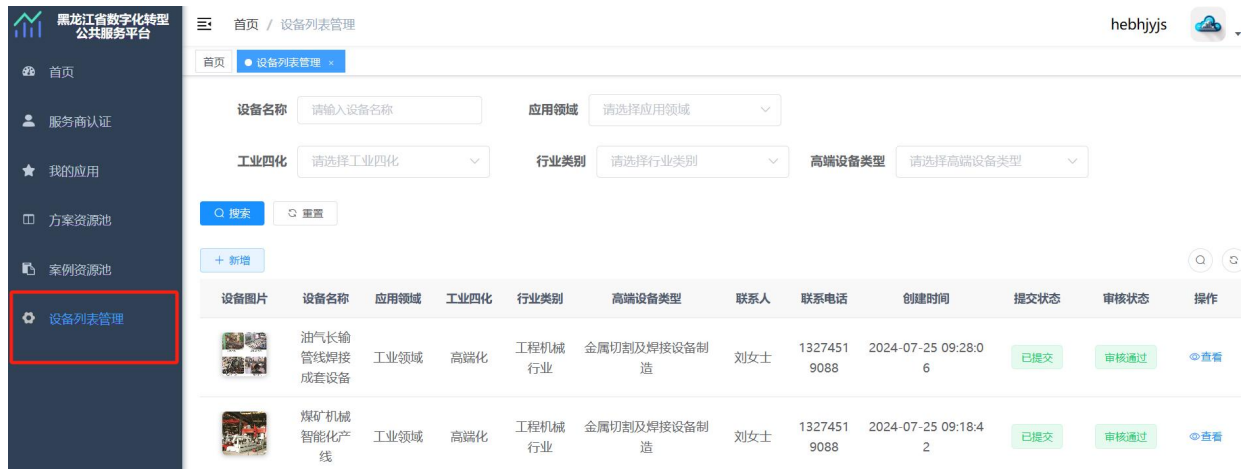 黑龙江省数字化转型
公共服务平台
首页 / 设备列表管理
hebhjyjs
首页
设备列表管理 ×
首页
服务商认证
我的应用
方案资源池
案例资源池
设备列表管理
设备名称 请输入设备名称 应用领域 请选择应用领域
工业四化 请选择工业四化 行业类别 请选择行业类别 高端设备类型 请选择高端设备类型
搜索 重置
+ 新增
设备图片 设备名称 应用领域 工业四化 行业类别 高端设备类型 联系人 联系电话 创建时间 提交状态 审核状态 操作
油气长输
管线焊接
成套设备
工业领域
高端化
工程机械
行业
金属切割及焊接设备制
造
刘女士
1327451
9088
2024-07-25 09:28:0
6
已提交
审核通过
查看
煤矿机械
智能化产
线
工业领域
高端化
工程机械
行业
金属切割及焊接设备制
造
刘女士
1327451
9088
2024-07-25 09:18:4
2
已提交
审核通过
查看